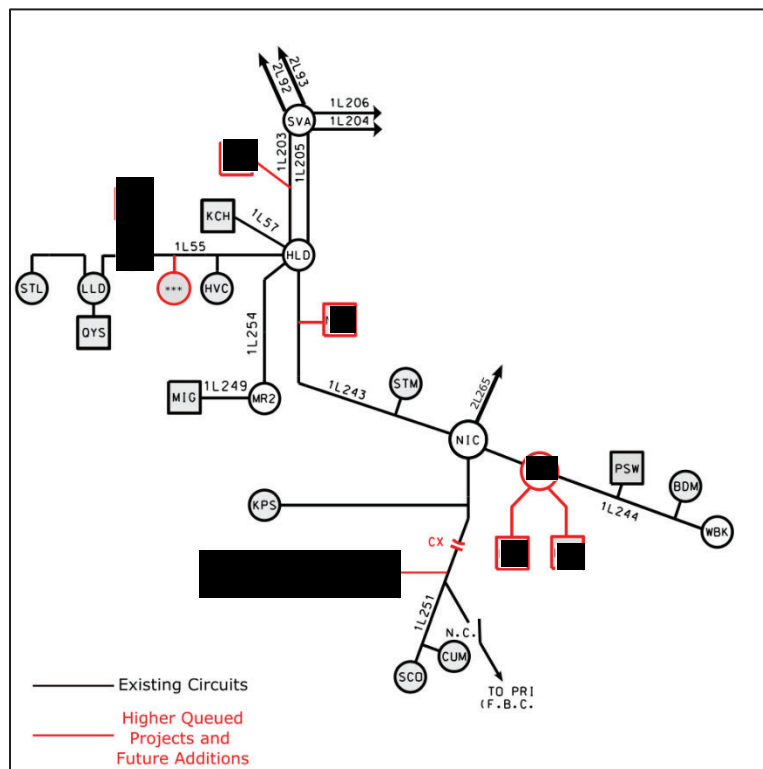 2L93
2L92
1L206
SVA
1L204
1L203
1L205
KCH
1L57
1L55
HLD
STL
LLD
***
HVC
QYS
1L254
MIG
1L249
MR2
1L243
STM
2L265
NIC
PSW
BDM
KPS
1L244
WBK
CX
1L251
N.C.
CUM
SCO
TO PRI
(F.B.C.
Existing Circuits
Higher Queued
Projects and
Future Additions